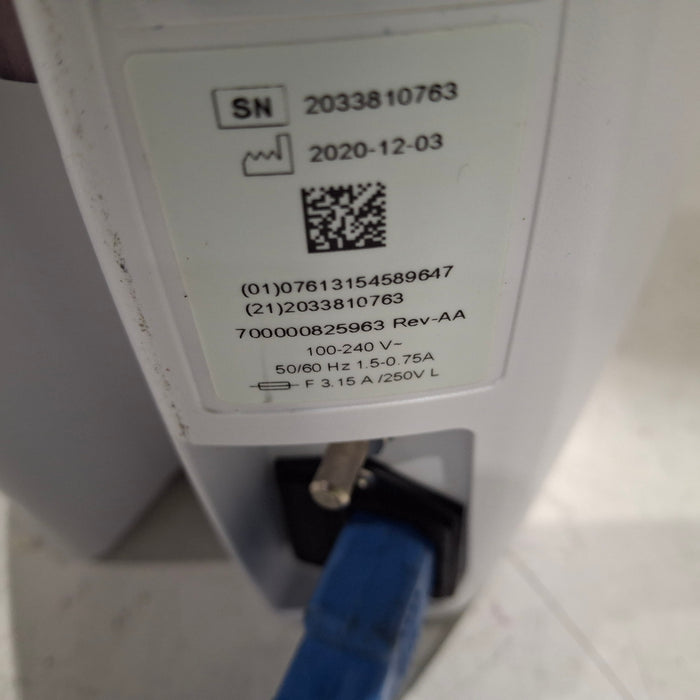 SN 2033810763
2020-12-03
(01)07613154589647
(21)2033810763
700000825963 Rev-AA
100-240 V~
50/60 Hz 1.5-0.75A
F 3.15 A /250V L